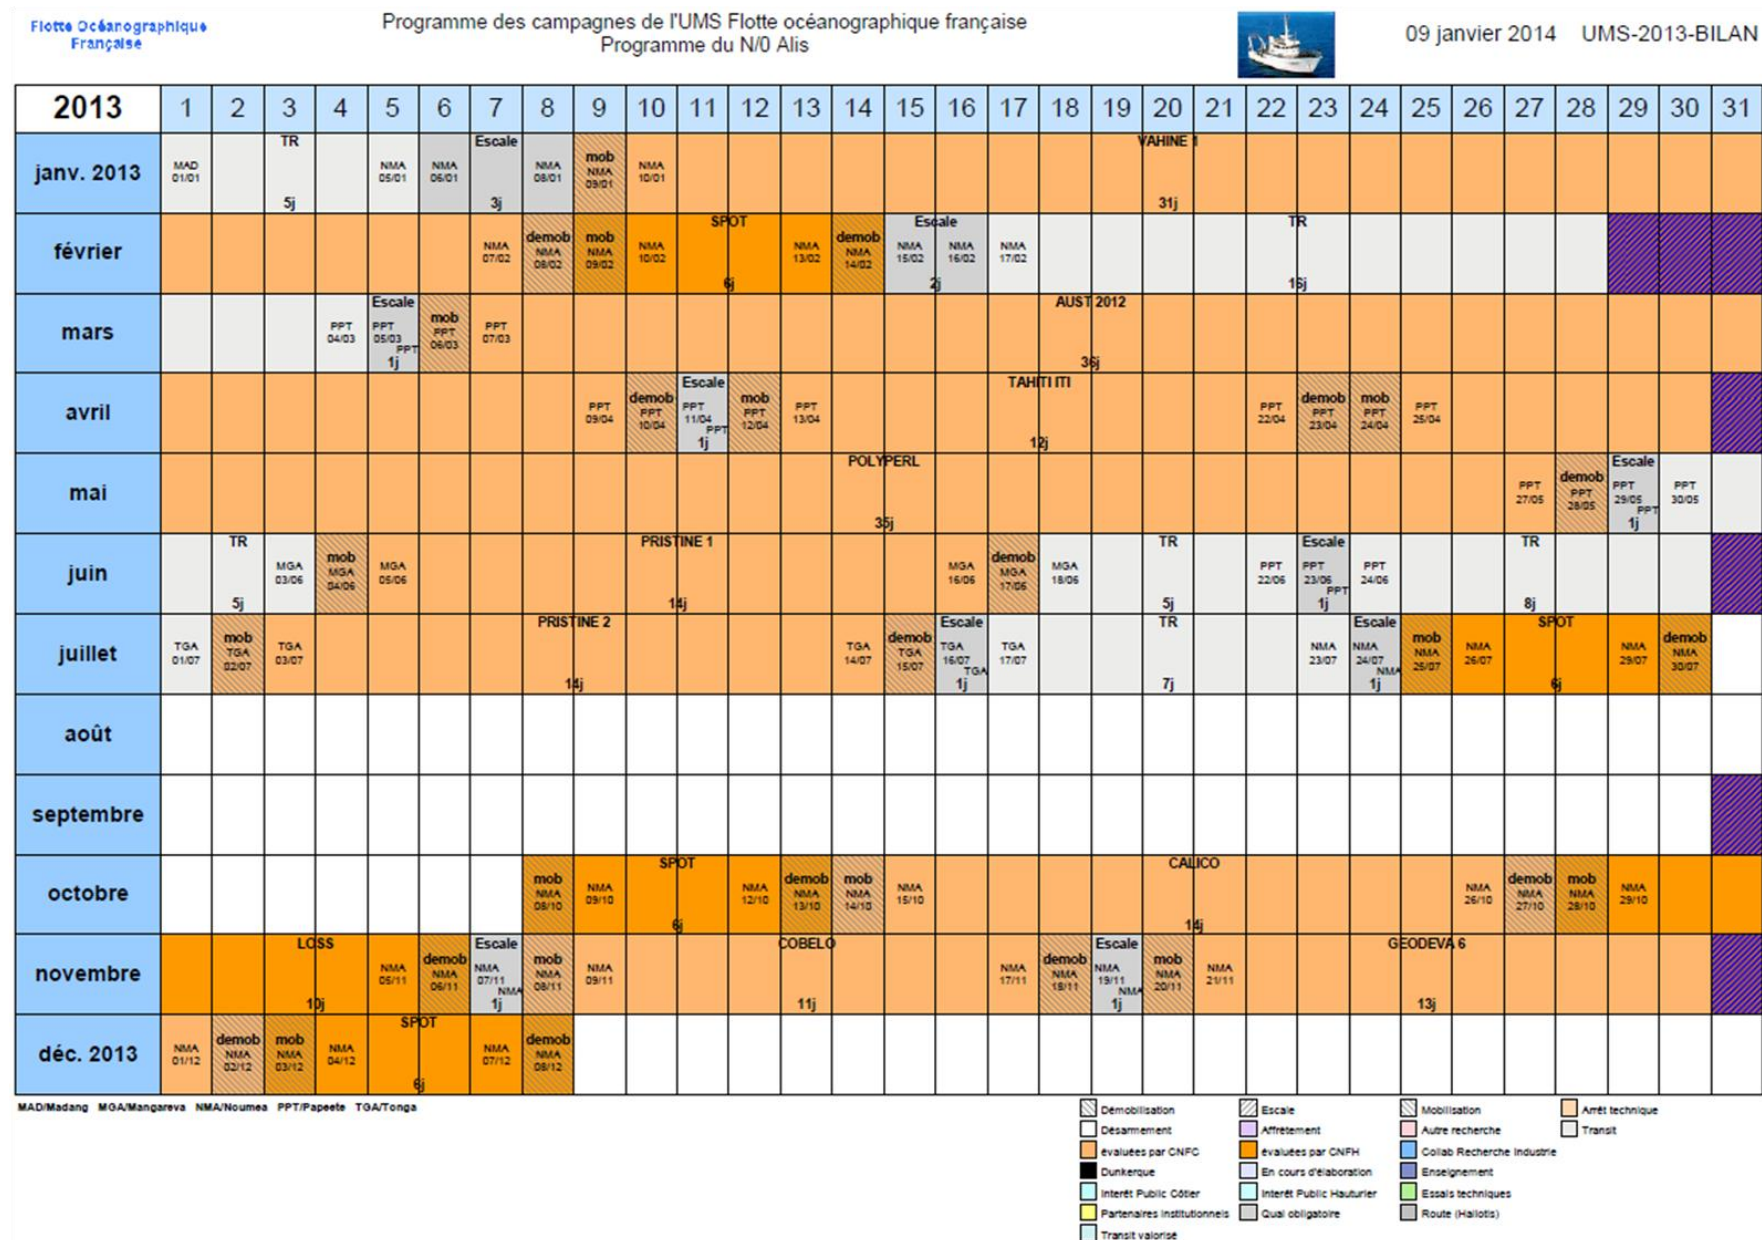 Flotte Océanographique
Française
Programme des campagnes de l'UMS Flotte océanographique française
Programme du N/0 Alis
09 janvier 2014 UMS-2013-BILAN
2013 1 2 3 4 5 6 7 8 9 10 11 12 13 14 15 16 17 18 19 20 21 22 23 24 25 26 27 28 29 30 31
TR Escale VAHINE 1
janv. 2013 MAD 01/01 NMA 05/01 NMA 06/01 NMA 08/01 mob NMA 09/01 NMA 10/01
5j 3j 31j
SPOT Escale TR
février NMA 07/02 demob NMA 08/02 mob NMA 09/02 NMA 10/02 NMA 13/02 demob NMA 14/02 NMA 15/02 NMA 16/02 NMA 17/02
6j 2j 16j
Escale AUST 2012
mars PPT 04/03 PPT 05/03 PPT mob PPT 06/03 PPT 07/03
1j 36j
Escale TAHITI ITI
avril PPT 09/04 demob PPT 10/04 PPT 11/04 PPT mob PPT 12/04 PPT 13/04 PPT 22/04 demob PPT 23/04 mob PPT 24/04 PPT 25/04
1j 12j
POLYPERL Escale
mai PPT 27/05 demob PPT 28/05 PPT 29/05 PPT PPT 30/05
35j 1j
TR PRISTINE 1 TR Escale TR
juin MGA 03/06 mob MGA 04/06 MGA 05/06 MGA 16/06 demob MGA 17/06 MGA 18/06 PPT 22/06 PPT 23/06 PPT PPT 24/06
5j 14j 5j 1j 8j
PRISTINE 2 Escale TR Escale SPOT
juillet TGA 01/07 mob TGA 02/07 TGA 03/07 TGA 14/07 demob TGA 15/07 TGA 16/07 TGA TGA 17/07 NMA 23/07 NMA 24/07 NMA mob NMA 25/07 NMA 26/07 NMA 29/07 demob NMA 30/07
14j 1j 7j 1j 6j
août
septembre
SPOT CALICO
octobre mob NMA 08/10 NMA 09/10 NMA 12/10 demob NMA 13/10 mob NMA 14/10 NMA 15/10 NMA 26/10 demob NMA 27/10 mob NMA 28/10 NMA 29/10
6j 14j
LOSS Escale COBELO Escale GEODEVA 6
novembre NMA 05/11 demob NMA 06/11 NMA 07/11 NMA mob NMA 08/11 NMA 09/11 NMA 17/11 demob NMA 18/11 NMA 19/11 NMA mob NMA 20/11 NMA 21/11
10j 1j 11j 1j 13j
SPOT
déc. 2013 NMA 01/12 demob NMA 02/12 mob NMA 03/12 NMA 04/12 NMA 07/12 demob NMA 08/12
6j
MAD/Madang MGA/Mangareva NMA/Noumea PPT/Papeete TGA/Tonga
Démobilisation Escale Mobilisation Arrêt technique
Désarmement Affrètement Autre recherche Transit
évaluées par CNFC évaluées par CNFH Collab Recherche Industrie
Dunkerque En cours d'élaboration Enseignement
Interêt Public Côtier Interêt Public Hauturier Essais techniques
Partenaires Institutionnels Quai obligatoire Route (Haliotis)
Transit valorisé